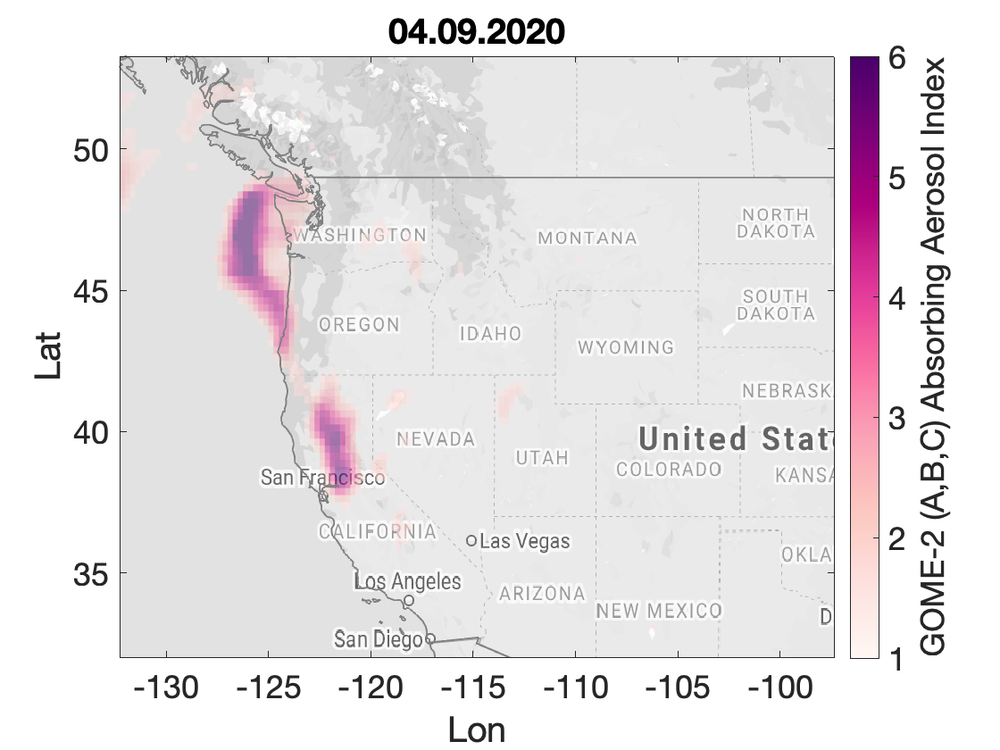 04.09.2020
50
45
40
35
Lat
-130
-125
-120
-115
-110
-105
-100
Lon
WASHINGTON
MONTANA
NORTH
DAKOTA
OREGON
IDAHO
SOUTH
DAKOTA
WYOMING
NEBRASK
NEVADA
UTAH
United Stat
COLORADO
KANSA
San Francisco
CALIFORNIA
Las Vegas
OKLA
Los Angeles
ARIZONA
NEW MEXICO
D
San Diego
6
5
4
3
2
1
GOME-2 (A,B,C) Absorbing Aerosol Index